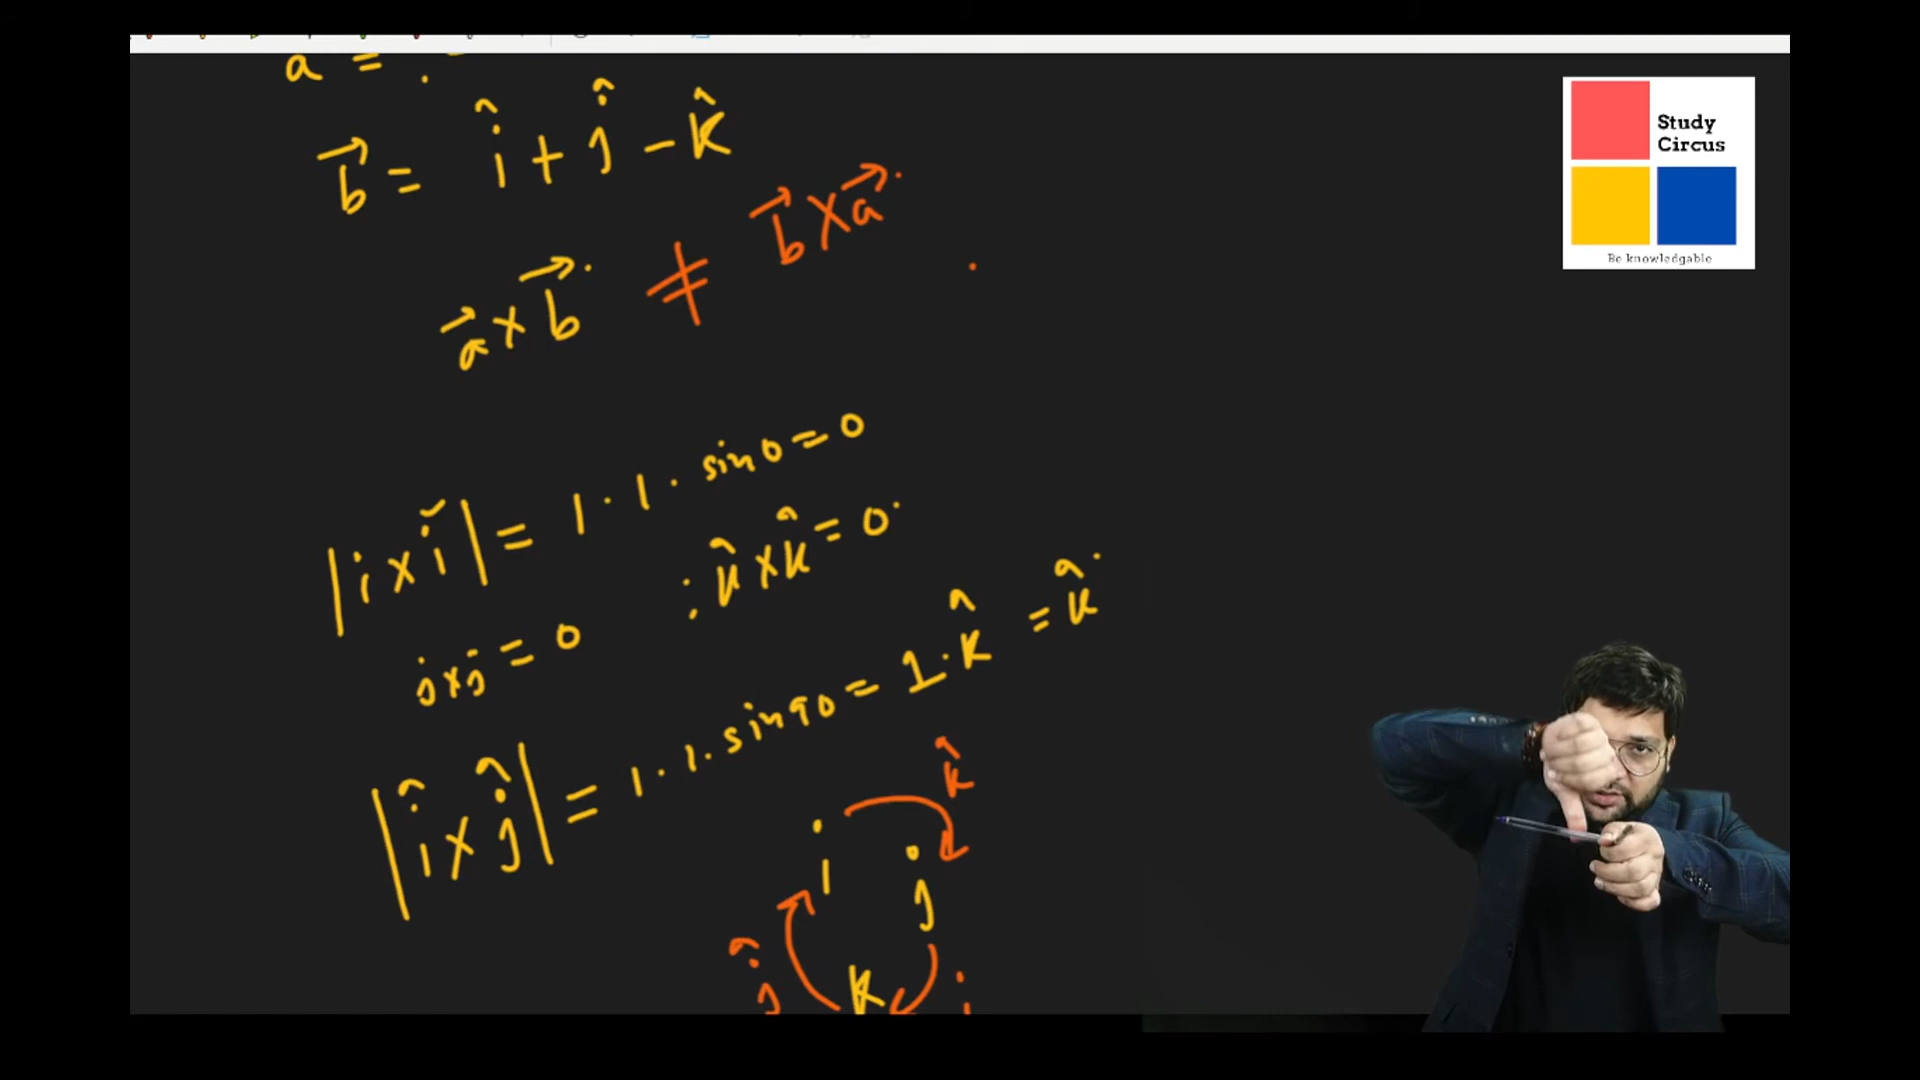 a =
b⃗ = î + ĵ - k̂
a⃗ × b⃗ ≠ b⃗ × a⃗
|i × i| = 1 · 1 · sin 0 = 0
j × j = 0 ; k̂ × k̂ = 0
|î × ĵ| = 1 · 1 · sin 90 = 1 · k̂ = k̂
k̂
i j
ĵ k i
Study
Circus
Be knowledgable